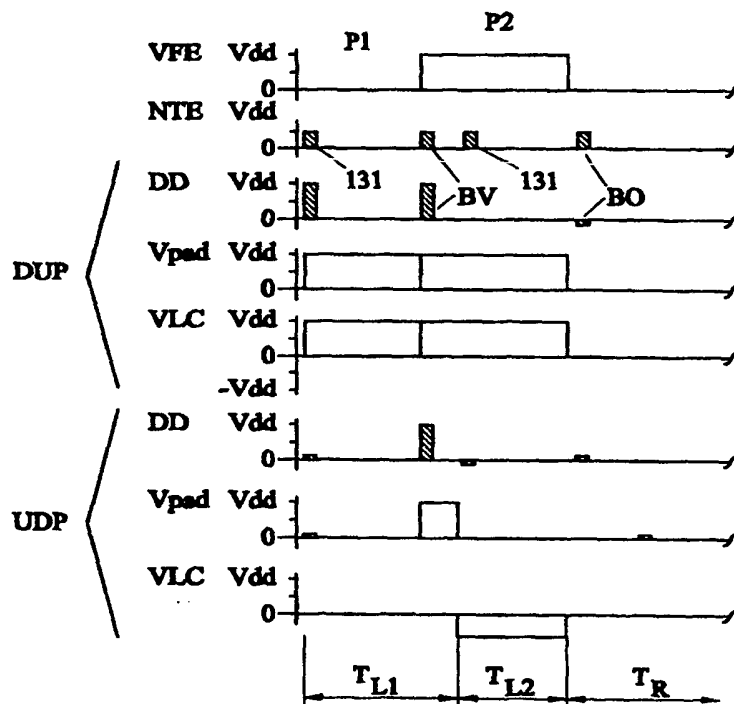 P1 P2
VFE Vdd
0
NTE Vdd
0
131 BV 131 BO
DD Vdd
0
DUP
Vpad Vdd
0
VLC Vdd
0
-Vdd
DD Vdd
0
UDP
Vpad Vdd
0
VLC Vdd
0
TL1 TL2 TR